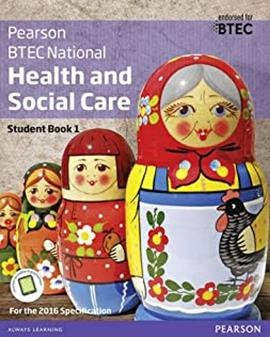 Pearson
BTEC National
Health and
Social Care
Student Book 1
endorsed for
BTEC
For the 2016 Specification
ALWAYS LEARNING
PEARSON